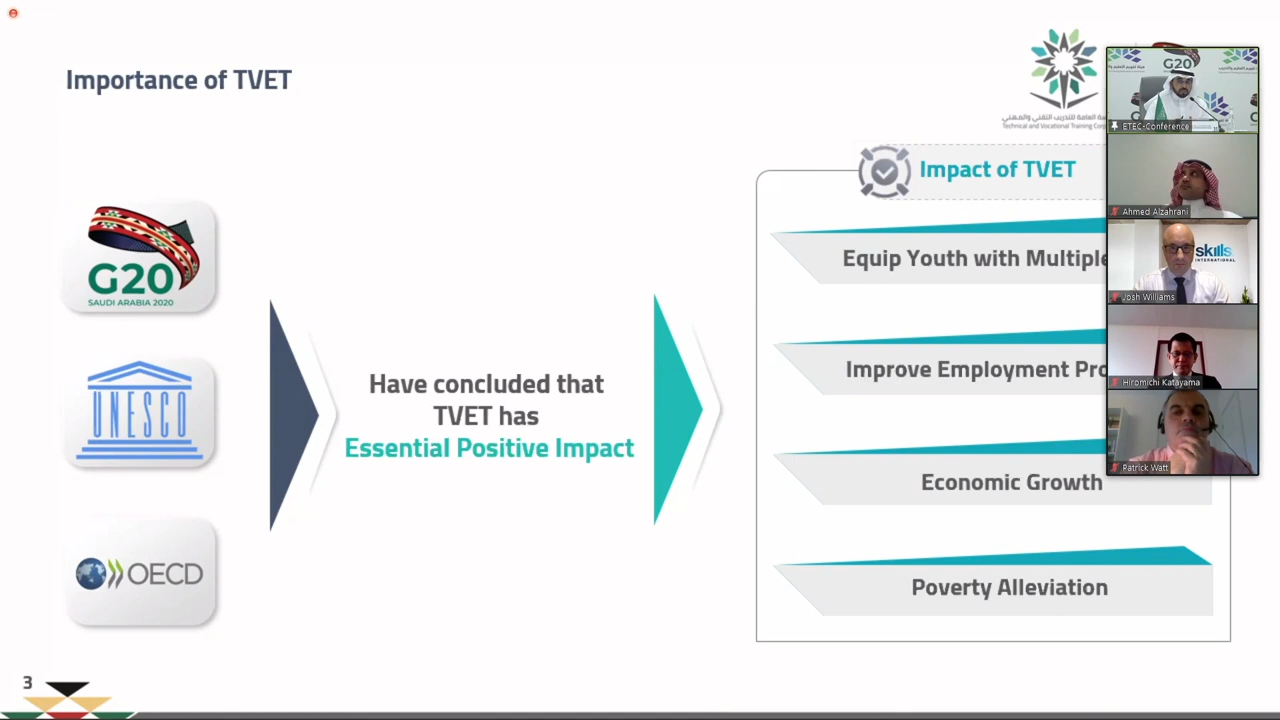 Importance of TVET
G20
SAUDI ARABIA 2020
UNESCO
OECD
Have concluded that
TVET has
Essential Positive Impact
Technical and Vocational Training Corp
Impact of TVET
Equip Youth with Multiple
Improve Employment Pro
Economic Growth
Poverty Alleviation
G20
ETEC-Conference
Ahmed Alzahrani
skills
INTERNATIONAL
Josh Williams
Hiromichi Katayama
Patrick Watt
3